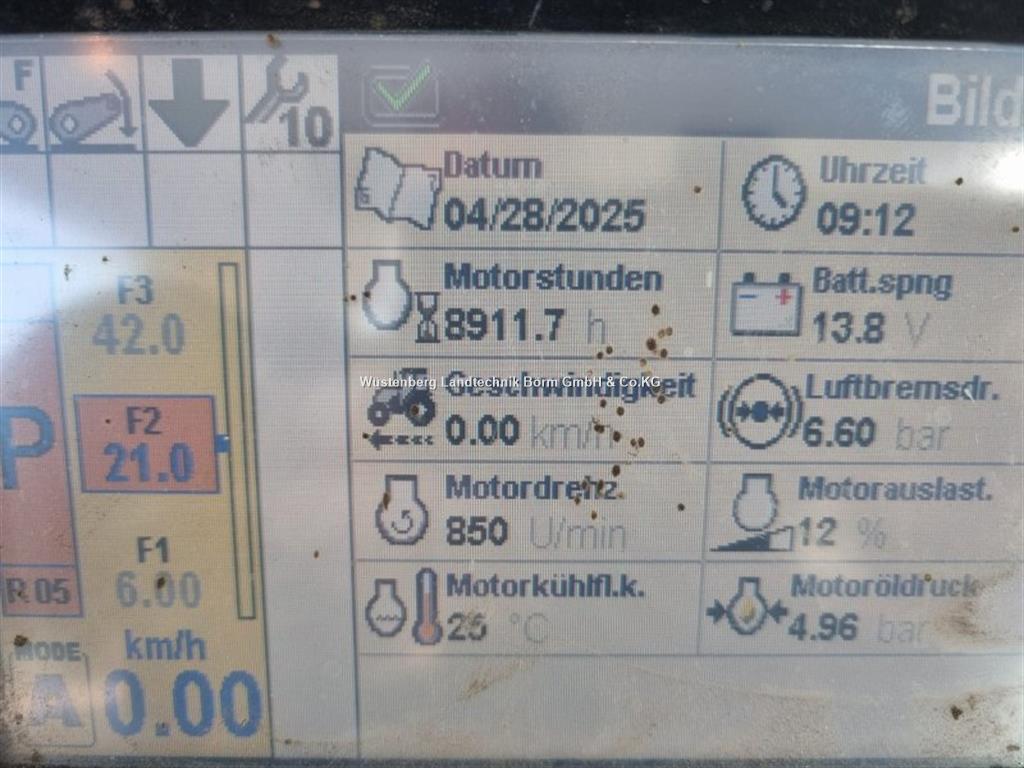 F
10
Bild
Datum
04/28/2025
Uhrzeit
09:12
Motorstunden
8911.7 h
Batt.spng
13.8 V
Wüstenberg Landtechnik Borm GmbH & Co.KG
Geschwindigkeit
0.00 km/h
Luftbremsdr.
6.60 bar
Motordrehz.
850 U/min
Motorauslast.
12 %
Motorkühlfl.k.
25 °C
Motoröldruck
4.96 bar
F3
42.0
P
F2
21.0
F1
6.00
R 05
MODE
A
km/h
0.00